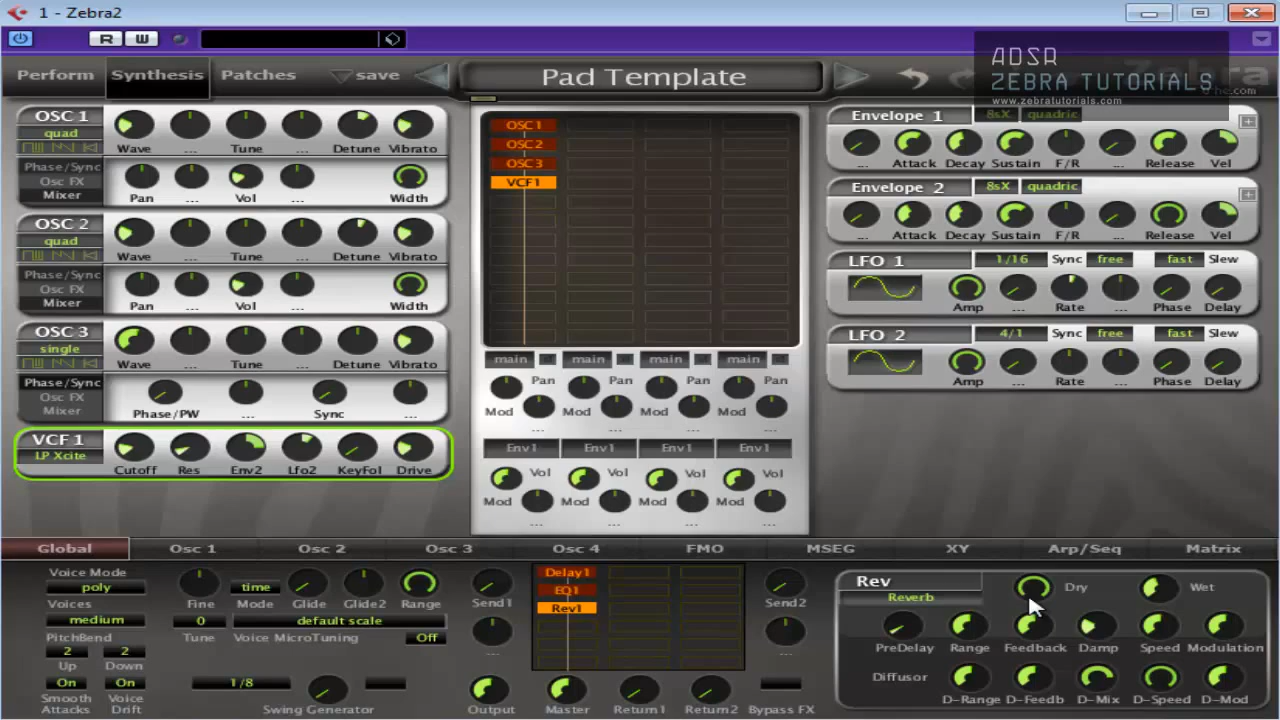 1 - Zebra2
R W
ADSR
ZEBRA TUTORIALS
www.zebratutorials.com
Perform Synthesis Patches save Pad Template
OSC 1
quad
Wave Tune Detune Vibrato
Phase/Sync
Osc FX
Mixer
Pan ... Vol ... Width
OSC 2
quad
Wave Tune Detune Vibrato
Phase/Sync
Osc FX
Mixer
Pan ... Vol Width
OSC 3
single
Wave Tune Detune Vibrato
Phase/Sync
Osc FX
Mixer
Phase/PW ... Sync ...
VCF 1
LP Xcite
Cutoff Res Env2 Lfo2 KeyFol Drive
OSC 1
OSC 2
OSC 3
VCF1
main main main main
Pan Pan Pan Pan
Mod Mod Mod Mod
... ... ... ...
Env1 Env1 Env1 Env1
Vol Vol Vol Vol
Mod Mod Mod Mod
... ... ... ...
Envelope 1 8sX quadric
... Attack Decay Sustain F/R ... Release Vel
Envelope 2 8sX quadric
... Attack Decay Sustain F/R ... Release Vel
LFO 1 1/16 Sync free fast Slew
Amp ... Rate ... Phase Delay
LFO 2 4/1 Sync free fast Slew
Amp ... Rate ... Phase Delay
Global Osc 1 Osc 2 Osc 3 Osc 4 FMO MSEG XY Arp/Seq Matrix
Voice Mode
poly
Voices
medium
PitchBend
2 2
Up Down
On On
Smooth Attacks Voice Drift
time
Fine Mode Glide Glide2 Range
0 default scale
Tune Voice MicroTuning Off
1/8
Swing Generator
Send1
...
Output
Delay1
EQ1
Rev1
Master Return1 Return2 Bypass FX
Send2
...
Rev
Reverb
Dry Wet
PreDelay Range Feedback Damp Speed Modulation
Diffusor
D-Range D-Feedb D-Mix D-Speed D-Mod